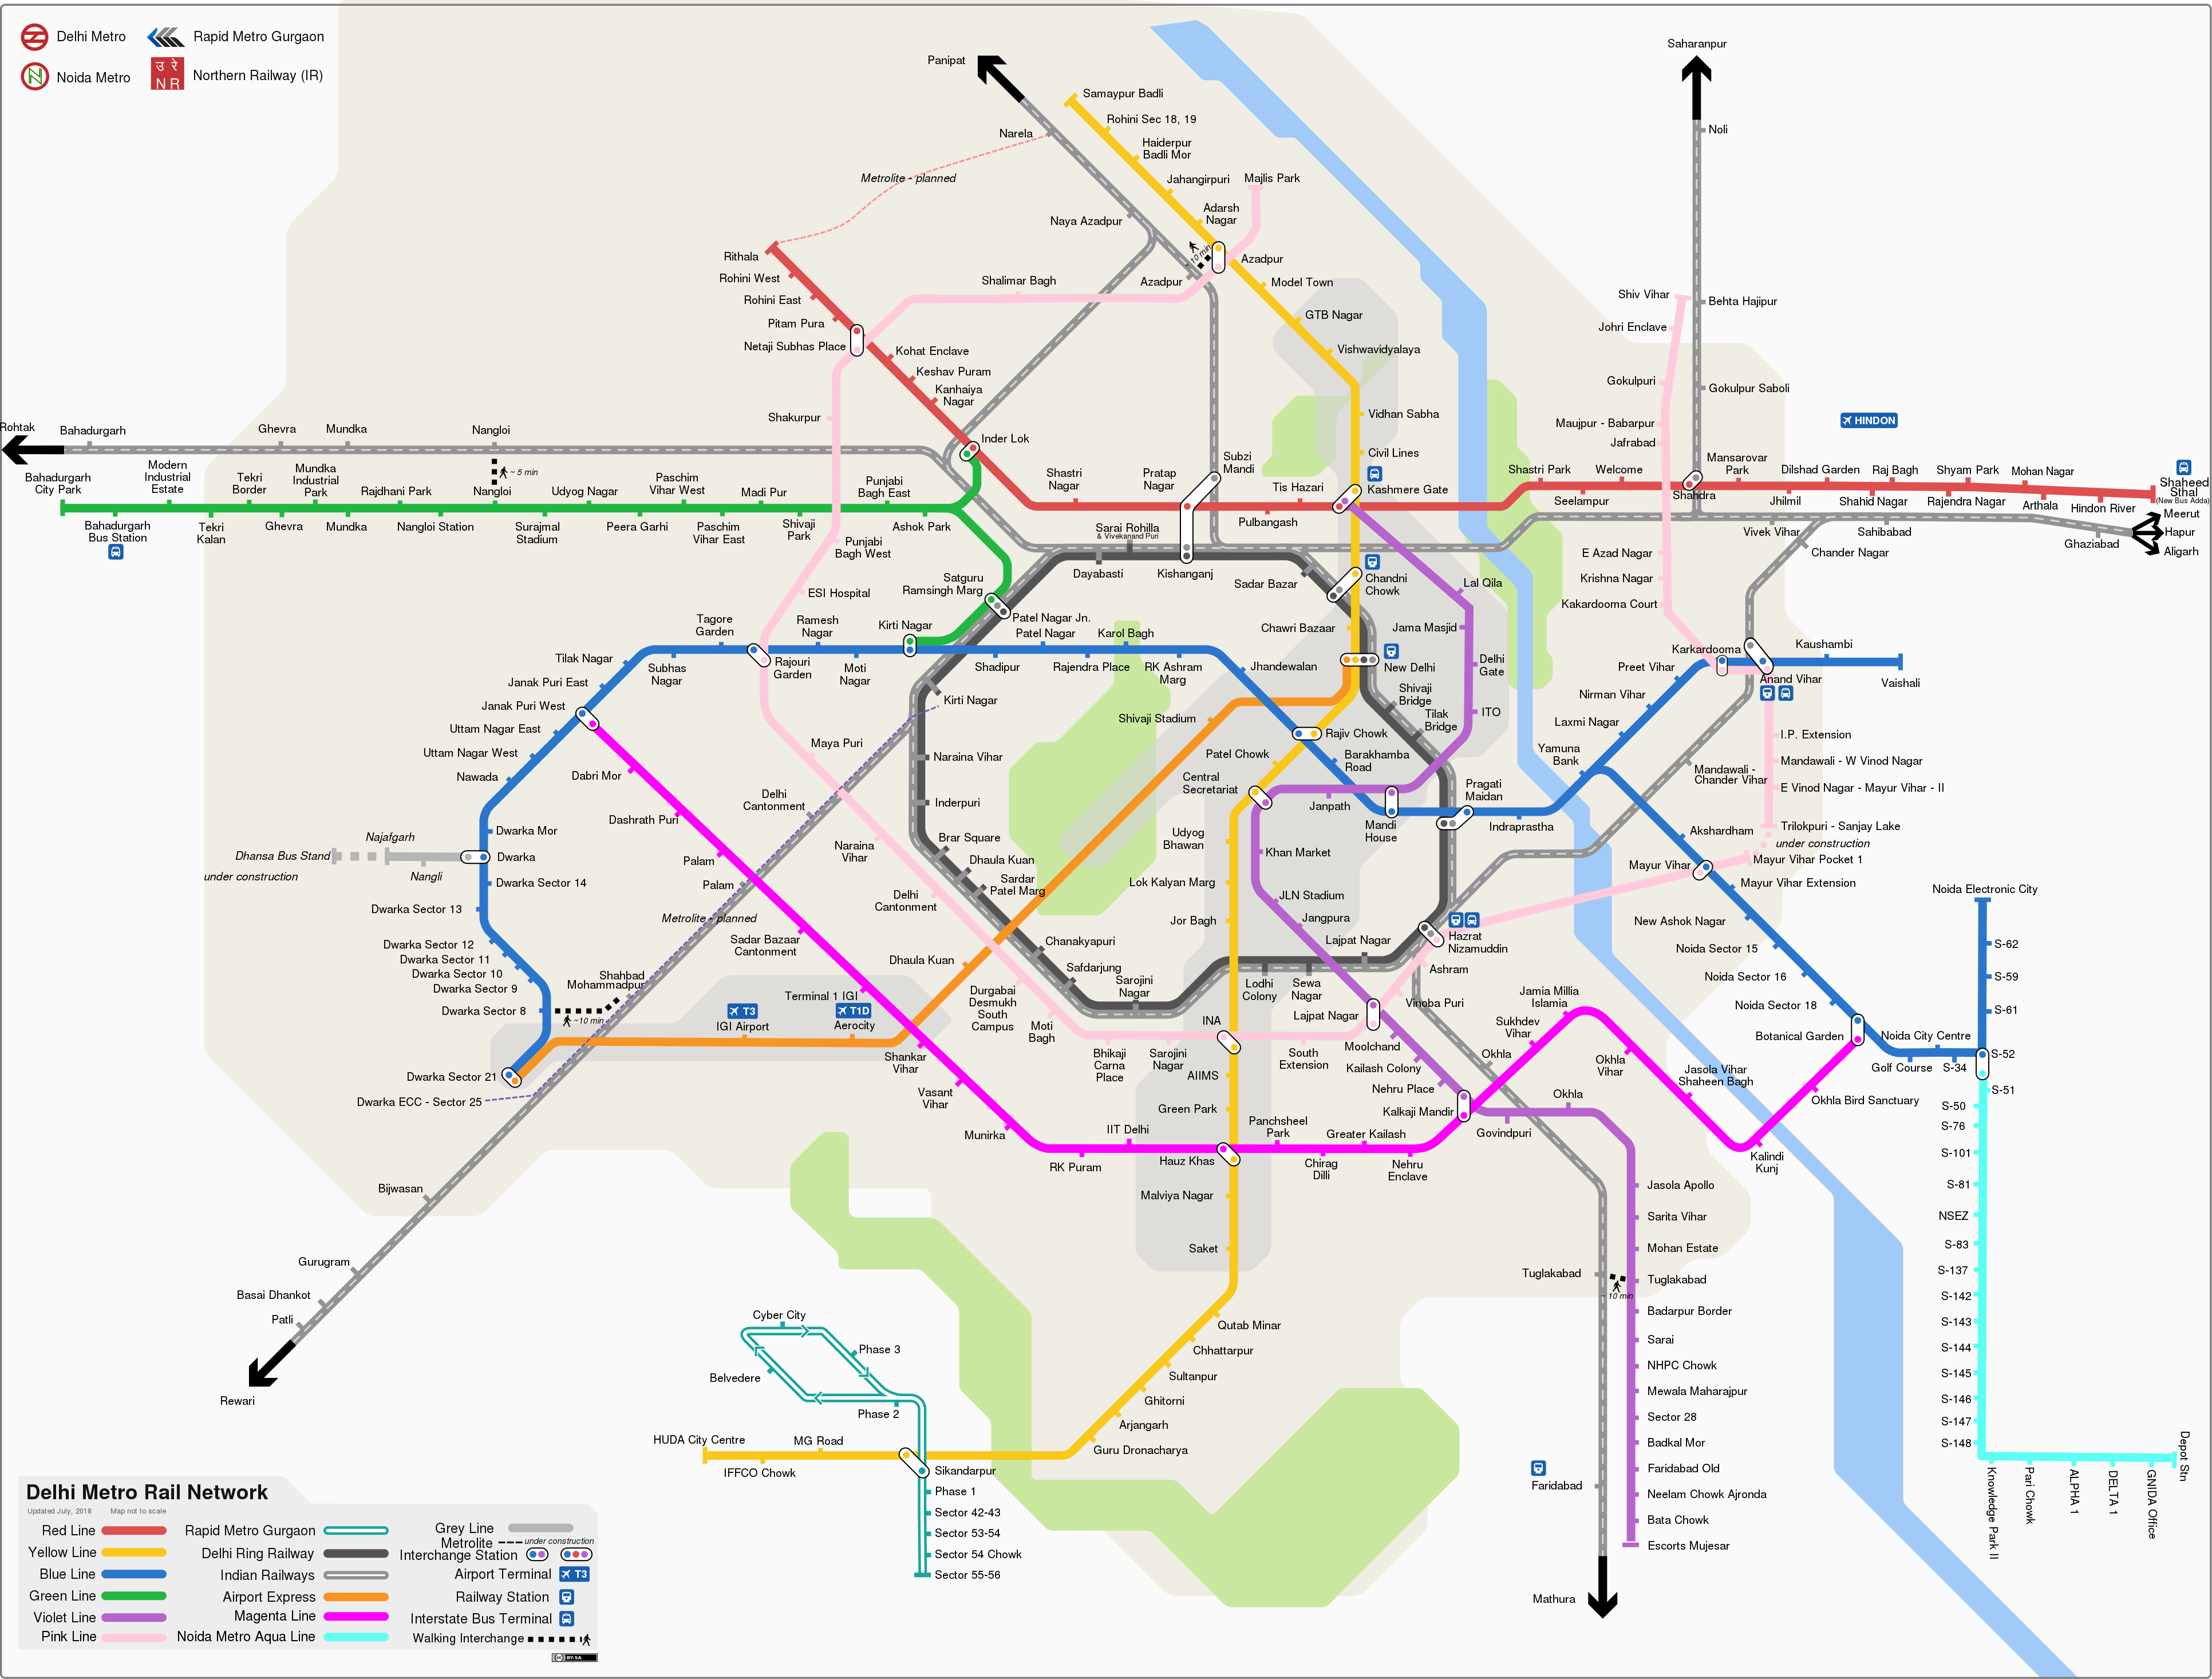 Delhi Metro
Rapid Metro Gurgaon
Noida Metro
उ रे
N R
Northern Railway (IR)
Panipat
Saharanpur
Samaypur Badli
Rohini Sec 18, 19
Haiderpur
Badli Mor
Jahangirpuri
Majlis Park
Adarsh
Nagar
Narela
Metrolite - planned
Naya Azadpur
10 min
Azadpur
Azadpur
Noli
Rithala
Rohini West
Rohini East
Pitam Pura
Netaji Subhas Place
Shalimar Bagh
Model Town
GTB Nagar
Vishwavidyalaya
Kohat Enclave
Keshav Puram
Kanhaiya
Nagar
Shakurpur
Inder Lok
Vidhan Sabha
Civil Lines
Shiv Vihar
Behta Hajipur
Johri Enclave
Gokulpuri
Gokulpur Saboli
Maujpur - Babarpur
Jafrabad
HINDON
Rohtak
Bahadurgarh
Ghevra
Mundka
Nangloi
~ 5 min
Bahadurgarh
City Park
Modern
Industrial
Estate
Tekri
Border
Mundka
Industrial
Park
Rajdhani Park
Nangloi
Udyog Nagar
Paschim
Vihar West
Madi Pur
Punjabi
Bagh East
Bahadurgarh
Bus Station
Tekri
Kalan
Ghevra
Mundka
Nangloi Station
Surajmal
Stadium
Peera Garhi
Paschim
Vihar East
Shivaji
Park
Punjabi
Bagh West
Ashok Park
Shastri
Nagar
Pratap
Nagar
Subzi
Mandi
Tis Hazari
Kashmere Gate
Pulbangash
Sarai Rohilla
& Vivekanand Puri
Dayabasti
Kishanganj
Sadar Bazar
Chandni
Chowk
Shastri Park
Welcome
Mansarovar
Park
Dilshad Garden
Raj Bagh
Shyam Park
Mohan Nagar
Shaheed
Sthal
(New Bus Adda)
Seelampur
Shahdra
Jhilmil
Shahid Nagar
Rajendra Nagar
Arthala
Hindon River
Meerut
Hapur
Aligarh
Vivek Vihar
Sahibabad
Ghaziabad
Chander Nagar
E Azad Nagar
Krishna Nagar
Kakardooma Court
ESI Hospital
Satguru
Ramsingh Marg
Patel Nagar Jn.
Lal Qila
Jama Masjid
Chawri Bazaar
Delhi
Gate
New Delhi
ITO
Tagore
Garden
Ramesh
Nagar
Kirti Nagar
Patel Nagar
Karol Bagh
Tilak Nagar
Subhas
Nagar
Rajouri
Garden
Moti
Nagar
Shadipur
Rajendra Place
RK Ashram
Marg
Jhandewalan
Janak Puri East
Janak Puri West
Uttam Nagar East
Uttam Nagar West
Nawada
Dabri Mor
Kirti Nagar
Shivaji Stadium
Shivaji
Bridge
Tilak
Bridge
Rajiv Chowk
Patel Chowk
Barakhamba
Road
Central
Secretariat
Janpath
Mandi
House
Pragati
Maidan
Indraprastha
Karkardooma
Kaushambi
Preet Vihar
Anand Vihar
Vaishali
Nirman Vihar
Laxmi Nagar
Yamuna
Bank
I.P. Extension
Mandawali -
Chander Vihar
Mandawali - W Vinod Nagar
E Vinod Nagar - Mayur Vihar - II
Trilokpuri - Sanjay Lake
under construction
Mayur Vihar Pocket 1
Akshardham
Mayur Vihar
Mayur Vihar Extension
New Ashok Nagar
Noida Sector 15
Noida Sector 16
Noida Sector 18
Botanical Garden
Maya Puri
Naraina Vihar
Delhi
Cantonment
Inderpuri
Dashrath Puri
Dwarka Mor
Najafgarh
Dhansa Bus Stand
under construction
Nangli
Dwarka
Dwarka Sector 14
Dwarka Sector 13
Dwarka Sector 12
Dwarka Sector 11
Dwarka Sector 10
Dwarka Sector 9
Dwarka Sector 8
~10 min
Dwarka Sector 21
Dwarka ECC - Sector 25
Palam
Palam
Metrolite - planned
Naraina
Vihar
Delhi
Cantonment
Brar Square
Dhaula Kuan
Sardar
Patel Marg
Chanakyapuri
Safdarjung
Sarojini
Nagar
Sadar Bazaar
Cantonment
Dhaula Kuan
Shahbad
Mohammadpur
T3
IGI Airport
Terminal 1 IGI
T1D
Aerocity
Durgabai
Desmukh
South
Campus
Moti
Bagh
Bhikaji
Carna
Place
Sarojini
Nagar
Udyog
Bhawan
Khan Market
Lok Kalyan Marg
JLN Stadium
Jor Bagh
Jangpura
Lajpat Nagar
Hazrat
Nizamuddin
Ashram
Lodhi
Colony
Sewa
Nagar
Lajpat Nagar
Vinoba Puri
INA
South
Extension
Moolchand
Kailash Colony
Nehru Place
Kalkaji Mandir
AIIMS
Green Park
Okhla
Okhla
Govindpuri
Sukhdev
Vihar
Jamia Millia
Islamia
Okhla
Vihar
Jasola Vihar
Shaheen Bagh
Kalindi
Kunj
Okhla Bird Sanctuary
Noida Electronic City
S-62
S-59
S-61
Noida City Centre
S-52
Golf Course
S-34
S-51
S-50
S-76
S-101
S-81
NSEZ
S-83
S-137
S-142
S-143
S-144
S-145
S-146
S-147
S-148
Knowledge Park II
Pari Chowk
ALPHA 1
DELTA 1
GNIDA Office
Depot Stn
Shankar
Vihar
Vasant
Vihar
Munirka
RK Puram
IIT Delhi
Hauz Khas
Panchsheel
Park
Chirag
Dilli
Greater Kailash
Nehru
Enclave
Malviya Nagar
Saket
Qutab Minar
Chhattarpur
Sultanpur
Ghitorni
Arjangarh
Guru Dronacharya
Jasola Apollo
Sarita Vihar
Mohan Estate
Tuglakabad
Tuglakabad
10 min
Badarpur Border
Sarai
NHPC Chowk
Mewala Maharajpur
Sector 28
Badkal Mor
Faridabad Old
Faridabad
Neelam Chowk Ajronda
Bata Chowk
Escorts Mujesar
Mathura
Bijwasan
Gurugram
Basai Dhankot
Patli
Rewari
Cyber City
Phase 3
Belvedere
Phase 2
HUDA City Centre
MG Road
IFFCO Chowk
Sikandarpur
Phase 1
Sector 42-43
Sector 53-54
Sector 54 Chowk
Sector 55-56
Delhi Metro Rail Network
Updated July, 2018
Map not to scale
Red Line
Yellow Line
Blue Line
Green Line
Violet Line
Pink Line
Rapid Metro Gurgaon
Delhi Ring Railway
Indian Railways
Airport Express
Magenta Line
Noida Metro Aqua Line
Grey Line
Metrolite
under construction
Interchange Station
Airport Terminal
T3
Railway Station
Interstate Bus Terminal
Walking Interchange
cc BY-SA